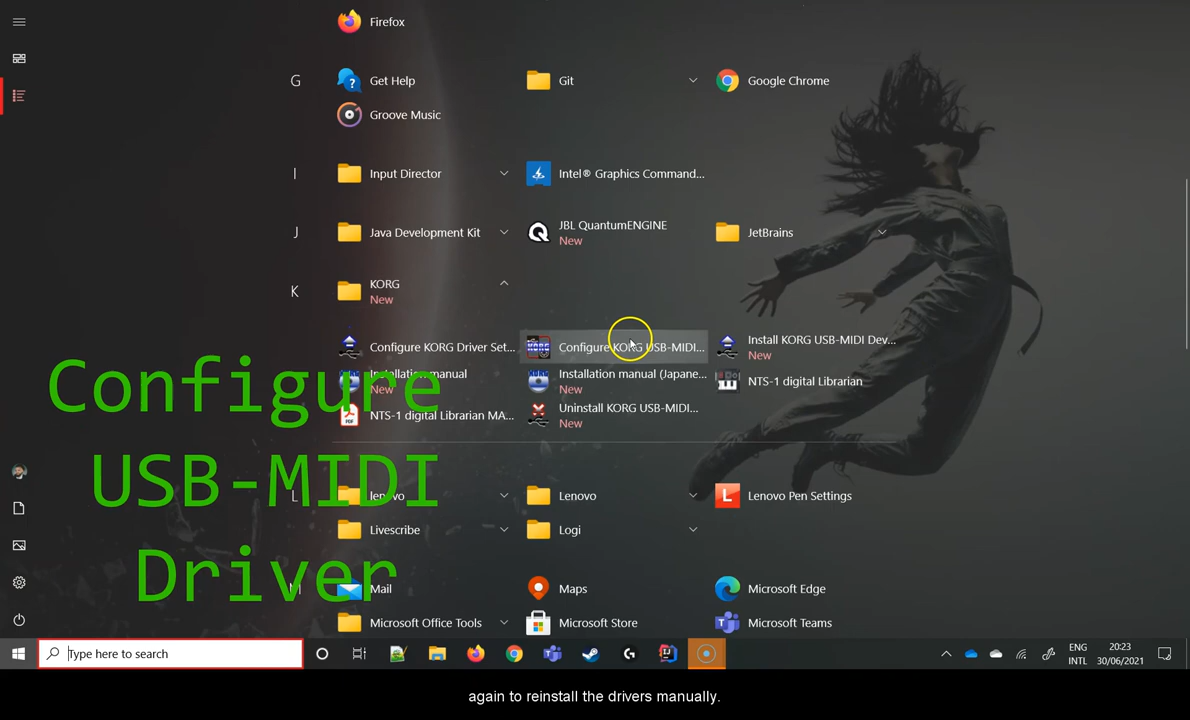 Firefox
G
Get Help
Git
Google Chrome
Groove Music
I
Input Director
Intel® Graphics Command...
J
Java Development Kit
JBL QuantumENGINE
New
JetBrains
K
KORG
New
Configure KORG Driver Set...
Configure KORG USB-MIDI...
Install KORG USB-MIDI Dev...
New
Installation manual
New
Installation manual (Japane...
New
NTS-1 digital Librarian
NTS-1 digital Librarian MA...
Uninstall KORG USB-MIDI...
New
Configure
USB-MIDI
Driver
L
lenovo
Lenovo
Lenovo Pen Settings
Livescribe
Logi
M
Mail
Maps
Microsoft Edge
Microsoft Office Tools
Microsoft Store
Microsoft Teams
Type here to search
ENG
INTL
20:23
30/06/2021
again to reinstall the drivers manually.